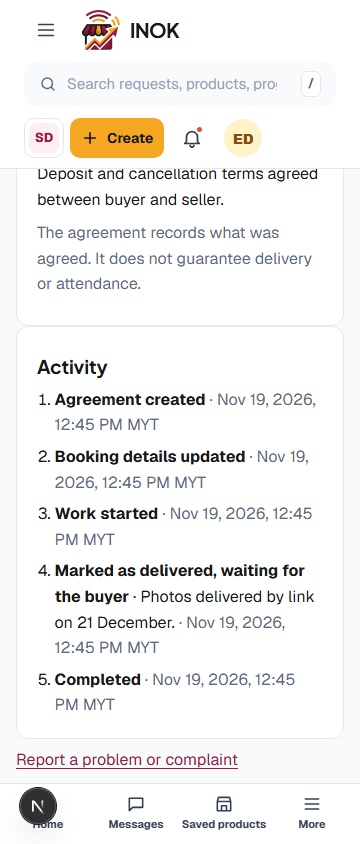 INOK
Search requests, products, pro
/
SD
+ Create
ED
Deposit and cancellation terms agreed
between buyer and seller.
The agreement records what was
agreed. It does not guarantee delivery
or attendance.
Activity
1. Agreement created · Nov 19, 2026,
12:45 PM MYT
2. Booking details updated · Nov 19,
2026, 12:45 PM MYT
3. Work started · Nov 19, 2026, 12:45
PM MYT
4. Marked as delivered, waiting for
the buyer · Photos delivered by link
on 21 December. · Nov 19, 2026,
12:45 PM MYT
5. Completed · Nov 19, 2026, 12:45
PM MYT
Report a problem or complaint
N
Home Messages Saved products More